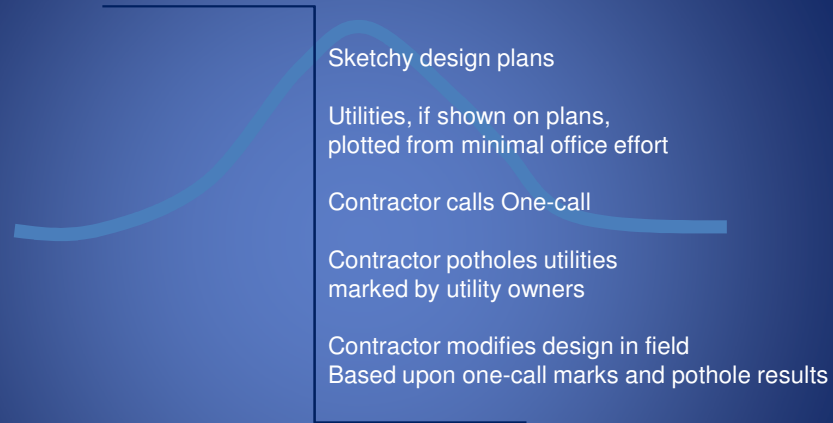 Sketchy design plans
Utilities, if shown on plans,
plotted from minimal office effort
Contractor calls One-call
Contractor potholes utilities
marked by utility owners
Contractor modifies design in field
Based upon one-call marks and pothole results